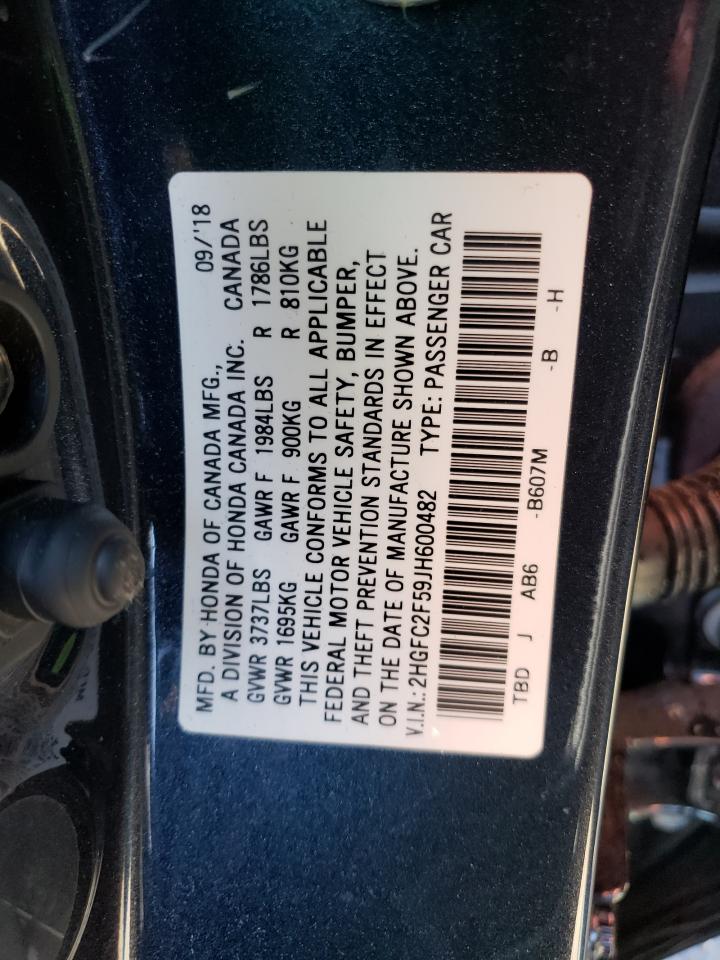 MFD. BY HONDA OF CANADA MFG., 09/'18
A DIVISION OF HONDA CANADA INC. CANADA
GVWR 3737LBS GAWR F 1984LBS R 1786LBS
GVWR 1695KG GAWR F 900KG R 810KG
THIS VEHICLE CONFORMS TO ALL APPLICABLE
FEDERAL MOTOR VEHICLE SAFETY, BUMPER,
AND THEFT PREVENTION STANDARDS IN EFFECT
ON THE DATE OF MANUFACTURE SHOWN ABOVE.
V.I.N.: 2HGFC2F59JH600482 TYPE: PASSENGER CAR
TBD J AB6 -B607M -B -H